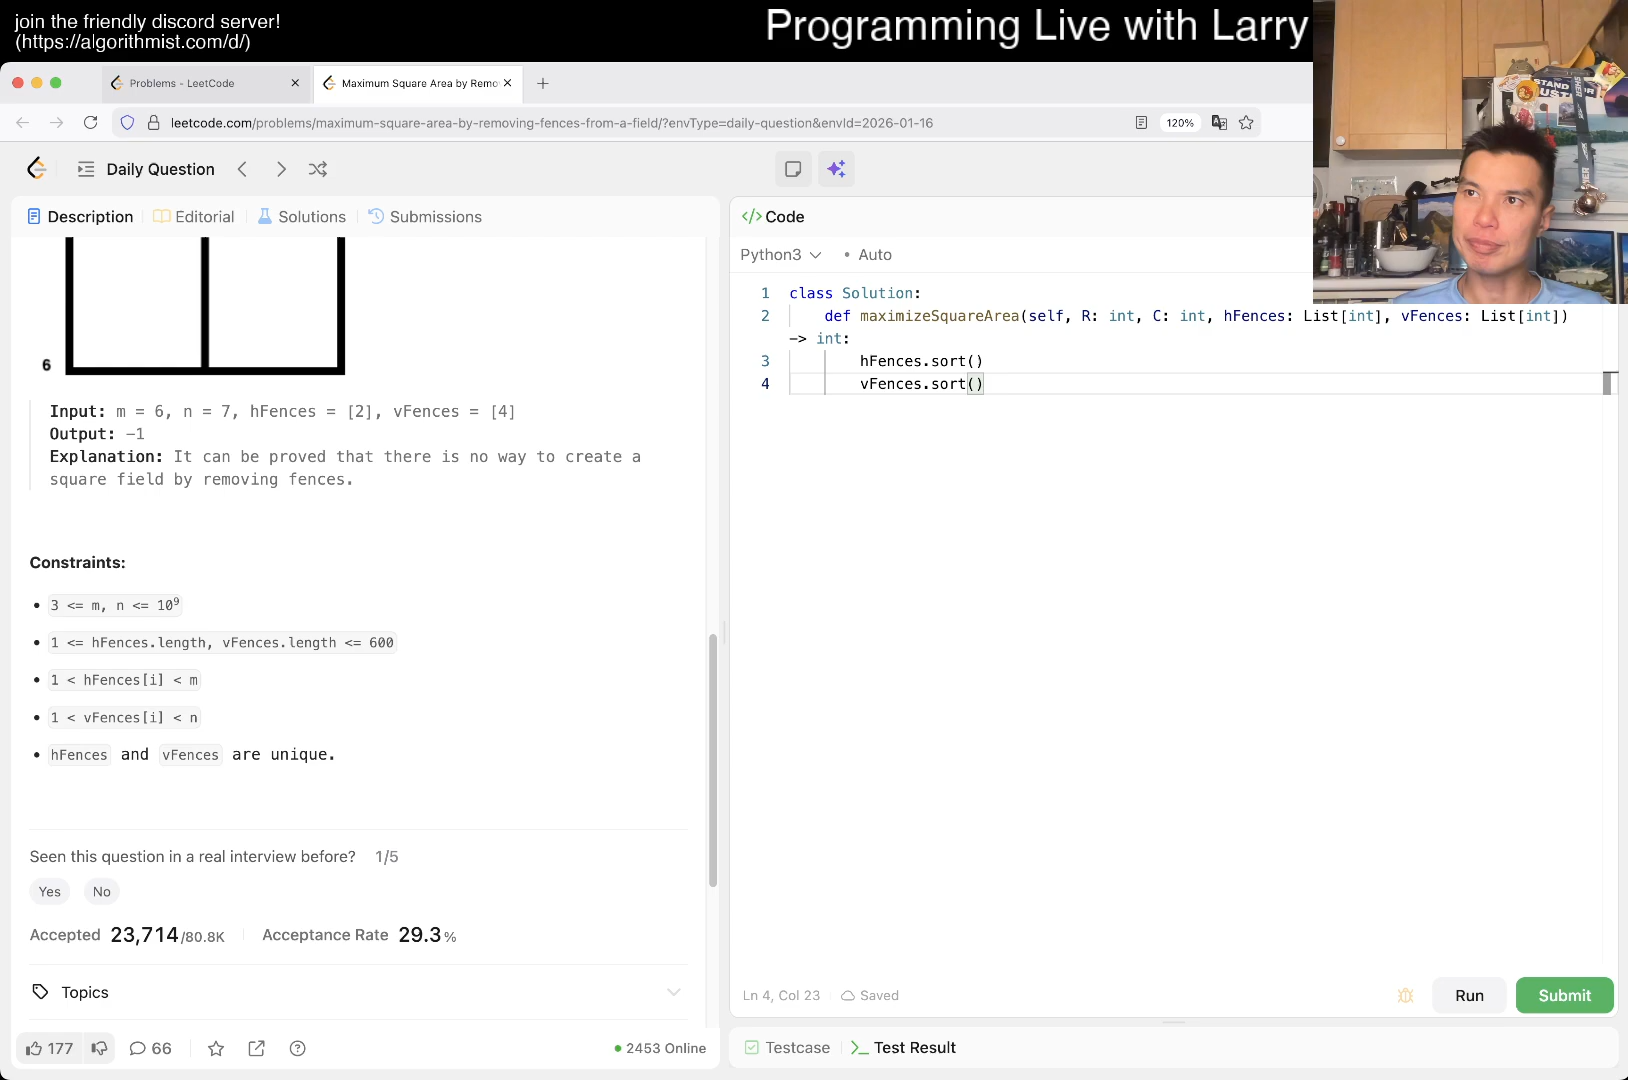 join the friendly discord server!
(https://algorithmist.com/d/)
Programming Live with Larry
Problems - LeetCode
Maximum Square Area by Remo
leetcode.com/problems/maximum-square-area-by-removing-fences-from-a-field/?envType=daily-question&envId=2026-01-16
120%
Daily Question
Description
Editorial
Solutions
Submissions
6
Input: m = 6, n = 7, hFences = [2], vFences = [4]
Output: -1
Explanation: It can be proved that there is no way to create a
square field by removing fences.
Constraints:
• 3 <= m, n <= 10⁹
• 1 <= hFences.length, vFences.length <= 600
• 1 < hFences[i] < m
• 1 < vFences[i] < n
• hFences and vFences are unique.
Seen this question in a real interview before? 1/5
Yes No
Accepted 23,714/80.8K Acceptance Rate 29.3%
Topics
177
66
2453 Online
</> Code
Python3 • Auto
1 class Solution:
2 def maximizeSquareArea(self, R: int, C: int, hFences: List[int], vFences: List[int])
-> int:
3 hFences.sort()
4 vFences.sort()
Ln 4, Col 23 Saved
Run
Submit
Testcase
Test Result
STAND